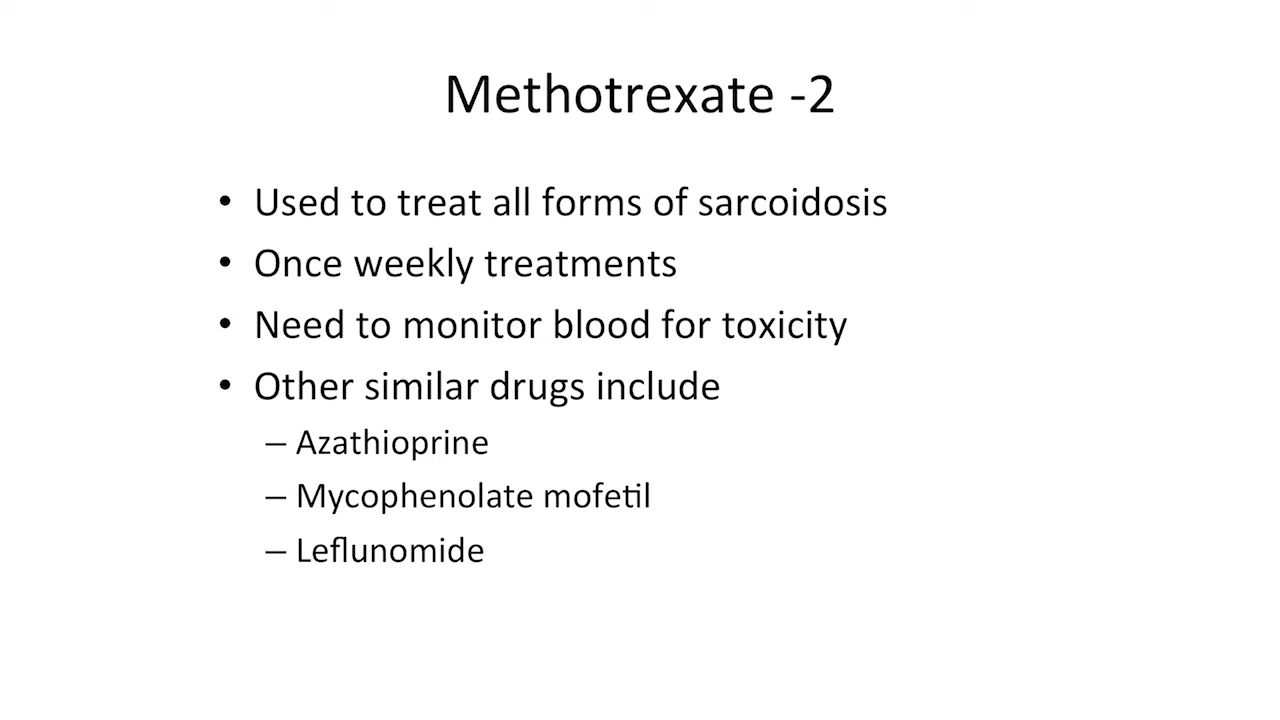 Methotrexate -2
• Used to treat all forms of sarcoidosis
• Once weekly treatments
• Need to monitor blood for toxicity
• Other similar drugs include
– Azathioprine
– Mycophenolate mofetil
– Leflunomide